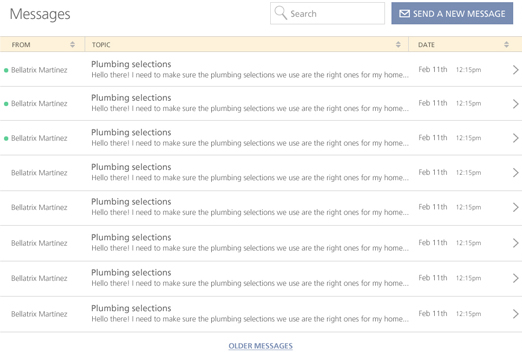 Messages
Search
SEND A NEW MESSAGE
FROM
TOPIC
DATE
Bellatrix Martinez
Plumbing selections
Hello there! I need to make sure the plumbing selections we use are the right ones for my home...
Feb 11th 12:15pm
Bellatrix Martinez
Plumbing selections
Hello there! I need to make sure the plumbing selections we use are the right ones for my home...
Feb 11th 12:15pm
Bellatrix Martinez
Plumbing selections
Hello there! I need to make sure the plumbing selections we use are the right ones for my home...
Feb 11th 12:15pm
Bellatrix Martinez
Plumbing selections
Hello there! I need to make sure the plumbing selections we use are the right ones for my home...
Feb 11th 12:15pm
Bellatrix Martinez
Plumbing selections
Hello there! I need to make sure the plumbing selections we use are the right ones for my home...
Feb 11th 12:15pm
Bellatrix Martinez
Plumbing selections
Hello there! I need to make sure the plumbing selections we use are the right ones for my home...
Feb 11th 12:15pm
Bellatrix Martinez
Plumbing selections
Hello there! I need to make sure the plumbing selections we use are the right ones for my home...
Feb 11th 12:15pm
Bellatrix Martinez
Plumbing selections
Hello there! I need to make sure the plumbing selections we use are the right ones for my home...
Feb 11th 12:15pm
OLDER MESSAGES